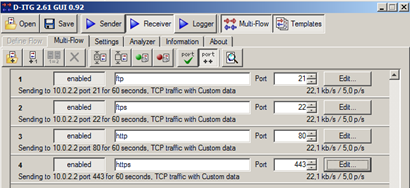 D-ITG 2.61 GUI 0.92
Open Save Sender Receiver Logger Multi-Flow Templates
Define Flow Multi-Flow Settings Analyzer Information About
port port
++
1 enabled ftp Port 21 Edit...
Sending to 10.0.2.2 port 21 for 60 seconds, TCP traffic with Custom data 22,1 kb/s / 5,0 p/s
2 enabled ftps Port 22 Edit...
Sending to 10.0.2.2 port 22 for 60 seconds, TCP traffic with Custom data 22,1 kb/s / 5,0 p/s
3 enabled http Port 80 Edit...
Sending to 10.0.2.2 port 80 for 60 seconds, TCP traffic with Custom data 22,1 kb/s / 5,0 p/s
4 enabled https Port 443 Edit...
Sending to 10.0.2.2 port 443 for 60 seconds, TCP traffic with Custom data 22,1 kb/s / 5,0 p/s